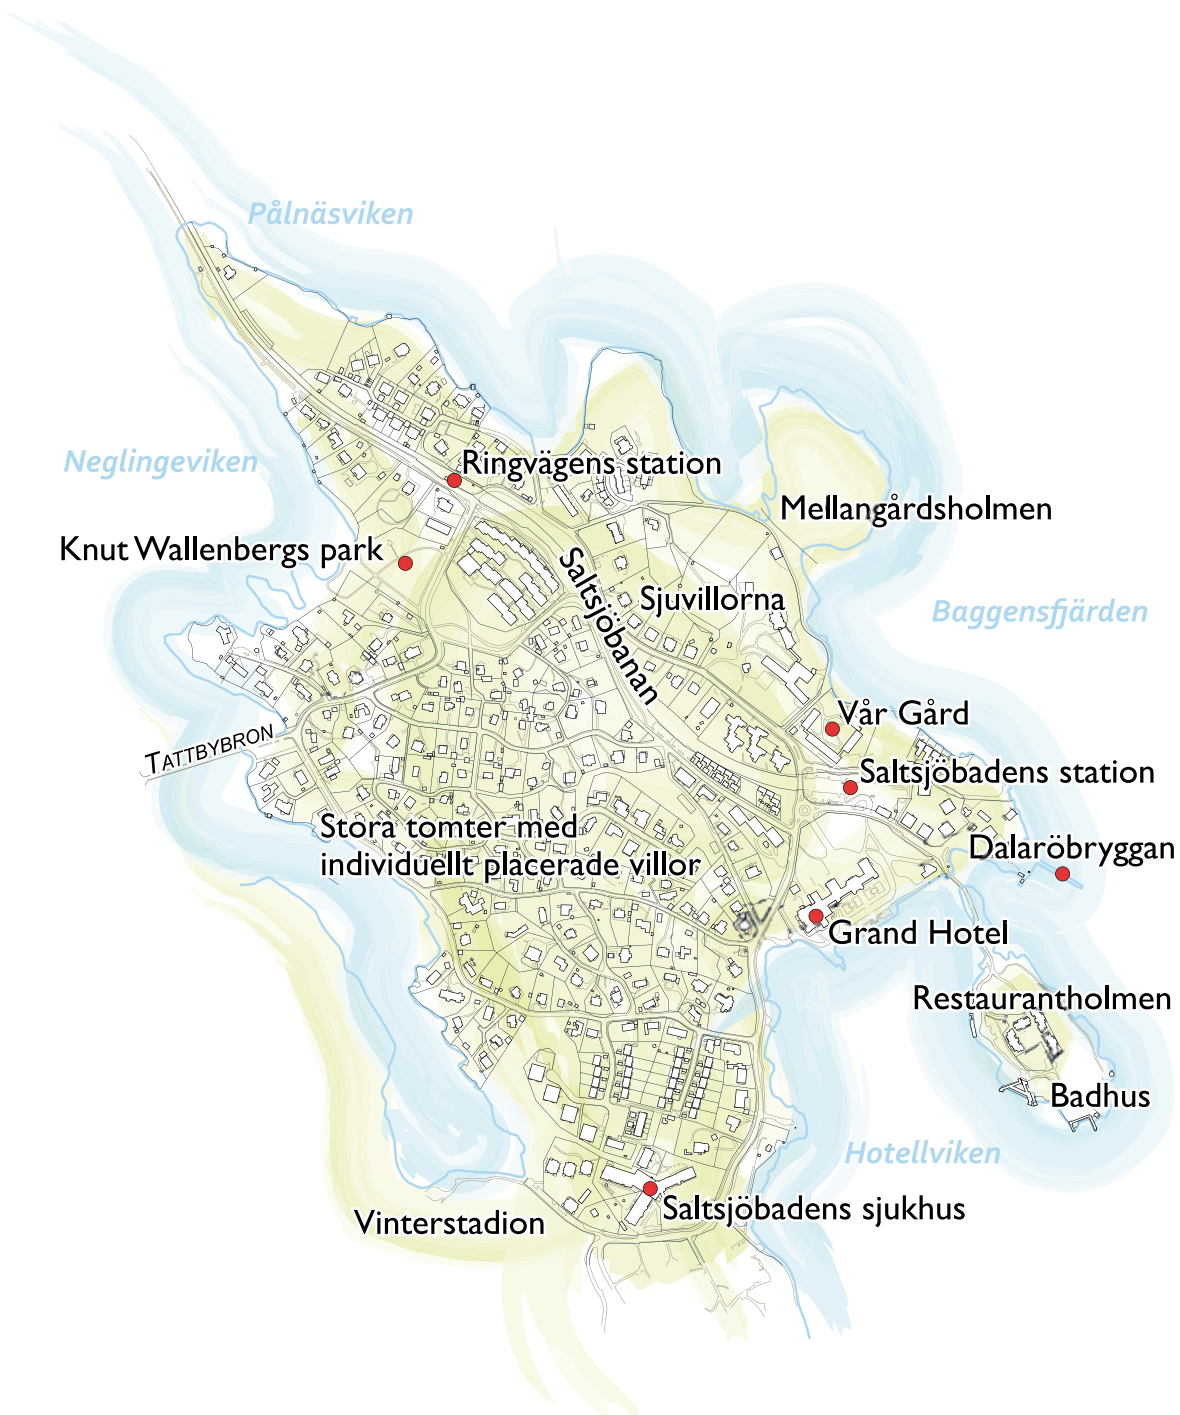 Pålnäsviken
Neglingeviken
Ringvägens station
Mellangårdsholmen
Knut Wallenbergs park
Saltsjöbanan
Sjuvillorna
Baggensfjärden
Vår Gård
TATTBYBRON
Saltsjöbadens station
Stora tomter med
individuellt placerade villor
Dalaröbryggan
Grand Hotel
Restaurantholmen
Badhus
Hotellviken
Saltsjöbadens sjukhus
Vinterstadion